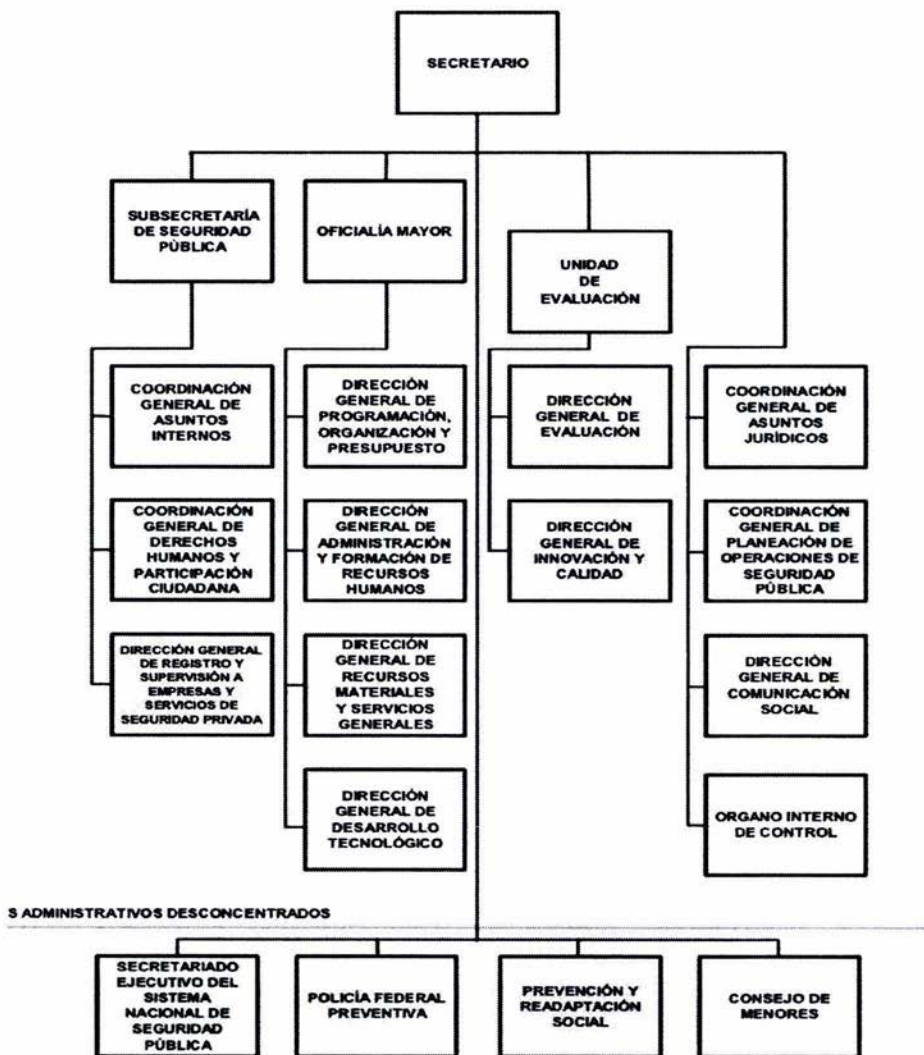 SECRETARIO
SUBSECRETARÍA
DE SEGURIDAD
PÚBLICA
OFICIALÍA MAYOR
UNIDAD
DE
EVALUACIÓN
COORDINACIÓN
GENERAL DE
ASUNTOS
INTERNOS
DIRECCIÓN
GENERAL DE
PROGRAMACIÓN,
ORGANIZACIÓN Y
PRESUPUESTO
DIRECCIÓN
GENERAL DE
EVALUACIÓN
COORDINACIÓN
GENERAL DE
ASUNTOS
JURÍDICOS
COORDINACIÓN
GENERAL DE
DERECHOS
HUMANOS Y
PARTICIPACIÓN
CIUDADANA
DIRECCIÓN
GENERAL DE
ADMINISTRACIÓN
Y FORMACIÓN DE
RECURSOS
HUMANOS
DIRECCIÓN
GENERAL DE
INNOVACIÓN Y
CALIDAD
COORDINACIÓN
GENERAL
DE PLANEACIÓN DE
OPERACIONES DE
SEGURIDAD
PÚBLICA
DIRECCIÓN GENERAL
DE REGISTRO Y
SUPERVISIÓN A
EMPRESAS Y
SERVICIOS DE
SEGURIDAD PRIVADA
DIRECCIÓN
GENERAL DE
RECURSOS
MATERIALES
Y SERVICIOS
GENERALES
DIRECCIÓN
GENERAL DE
COMUNICACIÓN
SOCIAL
DIRECCIÓN
GENERAL DE
DESARROLLO
TECNOLÓGICO
ORGANO INTERNO
DE CONTROL
S ADMINISTRATIVOS DESCONCENTRADOS
SECRETARIADO
EJECUTIVO DEL
SISTEMA
NACIONAL DE
SEGURIDAD
PÚBLICA
POLICÍA FEDERAL
PREVENTIVA
PREVENCIÓN Y
READAPTACIÓN
SOCIAL
CONSEJO DE
MENORES